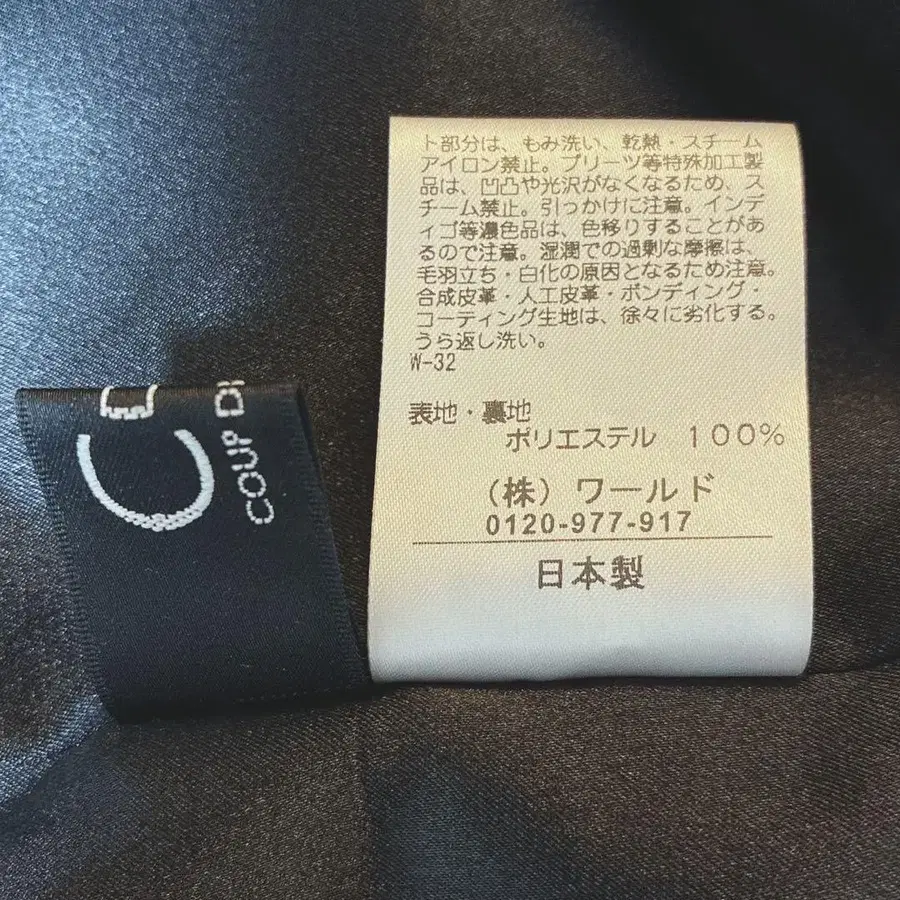 ト部分は、もみ洗い、乾熱・スチーム
アイロン禁止。プリーツ等特殊加工製
品は、凹凸や光沢がなくなるため、ス
チーム禁止。引っかけに注意。インデ
ィゴ等濃色品は、色移りすることがあ
るので注意。湿潤での過剰な摩擦は、
毛羽立ち・白化の原因となるため注意。
合成皮革・人工皮革・ボンディング・
コーティング生地は、徐々に劣化する。
うら返し洗い。
W-32
表地・裏地
ポリエステル 100%
(株) ワールド
0120-977-917
日本製
COUP